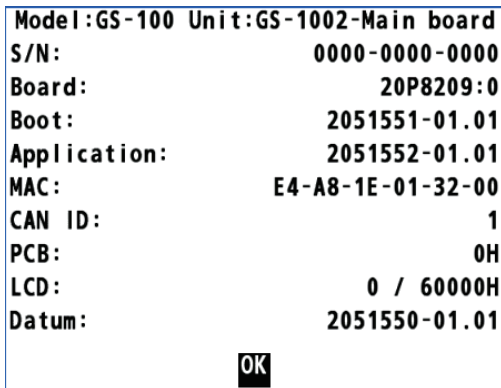 Model:GS-100 Unit:GS-1002-Main board
S/N: 0000-0000-0000
Board: 20P8209:0
Boot: 2051551-01.01
Application: 2051552-01.01
MAC: E4-A8-1E-01-32-00
CAN ID: 1
PCB: 0H
LCD: 0 / 60000H
Datum: 2051550-01.01
OK